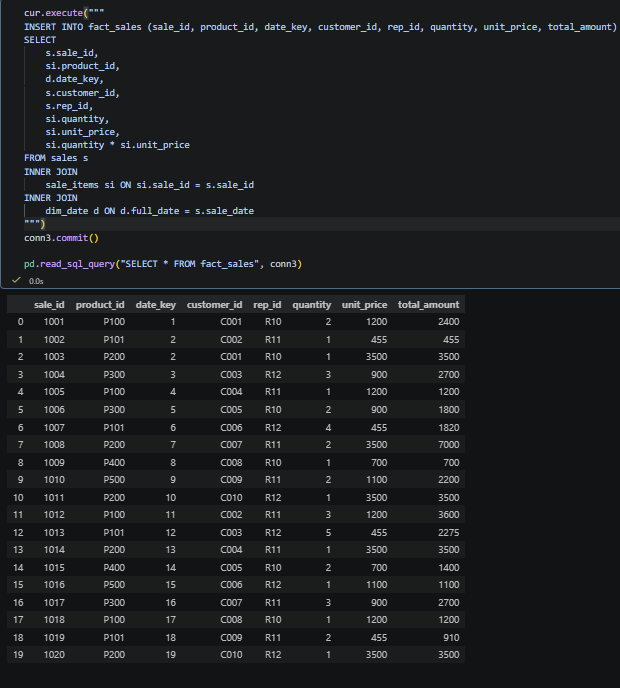 cur.execute("""
INSERT INTO fact_sales (sale_id, product_id, date_key, customer_id, rep_id, quantity, unit_price, total_amount)
SELECT
    s.sale_id,
    si.product_id,
    d.date_key,
    s.customer_id,
    s.rep_id,
    si.quantity,
    si.unit_price,
    si.quantity * si.unit_price
FROM sales s
INNER JOIN
    sale_items si ON si.sale_id = s.sale_id
INNER JOIN
    dim_date d ON d.full_date = s.sale_date
""")
conn3.commit()
pd.read_sql_query("SELECT * FROM fact_sales", conn3)
0.0s
sale_id product_id date_key customer_id rep_id quantity unit_price total_amount
0 1001 P100 1 C001 R10 2 1200 2400
1 1002 P101 2 C002 R11 1 455 455
2 1003 P200 2 C001 R10 1 3500 3500
3 1004 P300 3 C003 R12 3 900 2700
4 1005 P100 4 C004 R11 1 1200 1200
5 1006 P300 5 C005 R10 2 900 1800
6 1007 P101 6 C006 R12 4 455 1820
7 1008 P200 7 C007 R11 2 3500 7000
8 1009 P400 8 C008 R10 1 700 700
9 1010 P500 9 C009 R11 2 1100 2200
10 1011 P200 10 C010 R12 1 3500 3500
11 1012 P100 11 C002 R11 3 1200 3600
12 1013 P101 12 C003 R12 5 455 2275
13 1014 P200 13 C004 R11 1 3500 3500
14 1015 P400 14 C005 R10 2 700 1400
15 1016 P500 15 C006 R12 1 1100 1100
16 1017 P300 16 C007 R11 3 900 2700
17 1018 P100 17 C008 R10 1 1200 1200
18 1019 P101 18 C009 R11 2 455 910
19 1020 P200 19 C010 R12 1 3500 3500